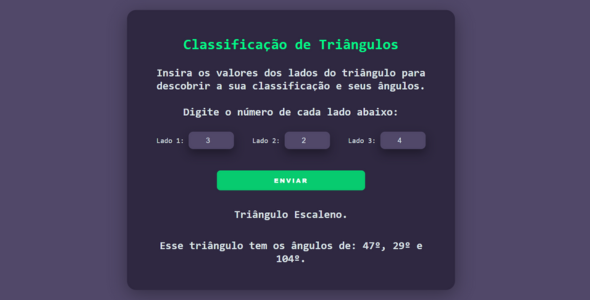 Classificação de Triângulos
Insira os valores dos lados do triângulo para
descobrir a sua classificação e seus ângulos.
Digite o número de cada lado abaixo:
Lado 1: 3 Lado 2: 2 Lado 3: 4
ENVIAR
Triângulo Escaleno.
Esse triângulo tem os ângulos de: 47º, 29º e
104º.